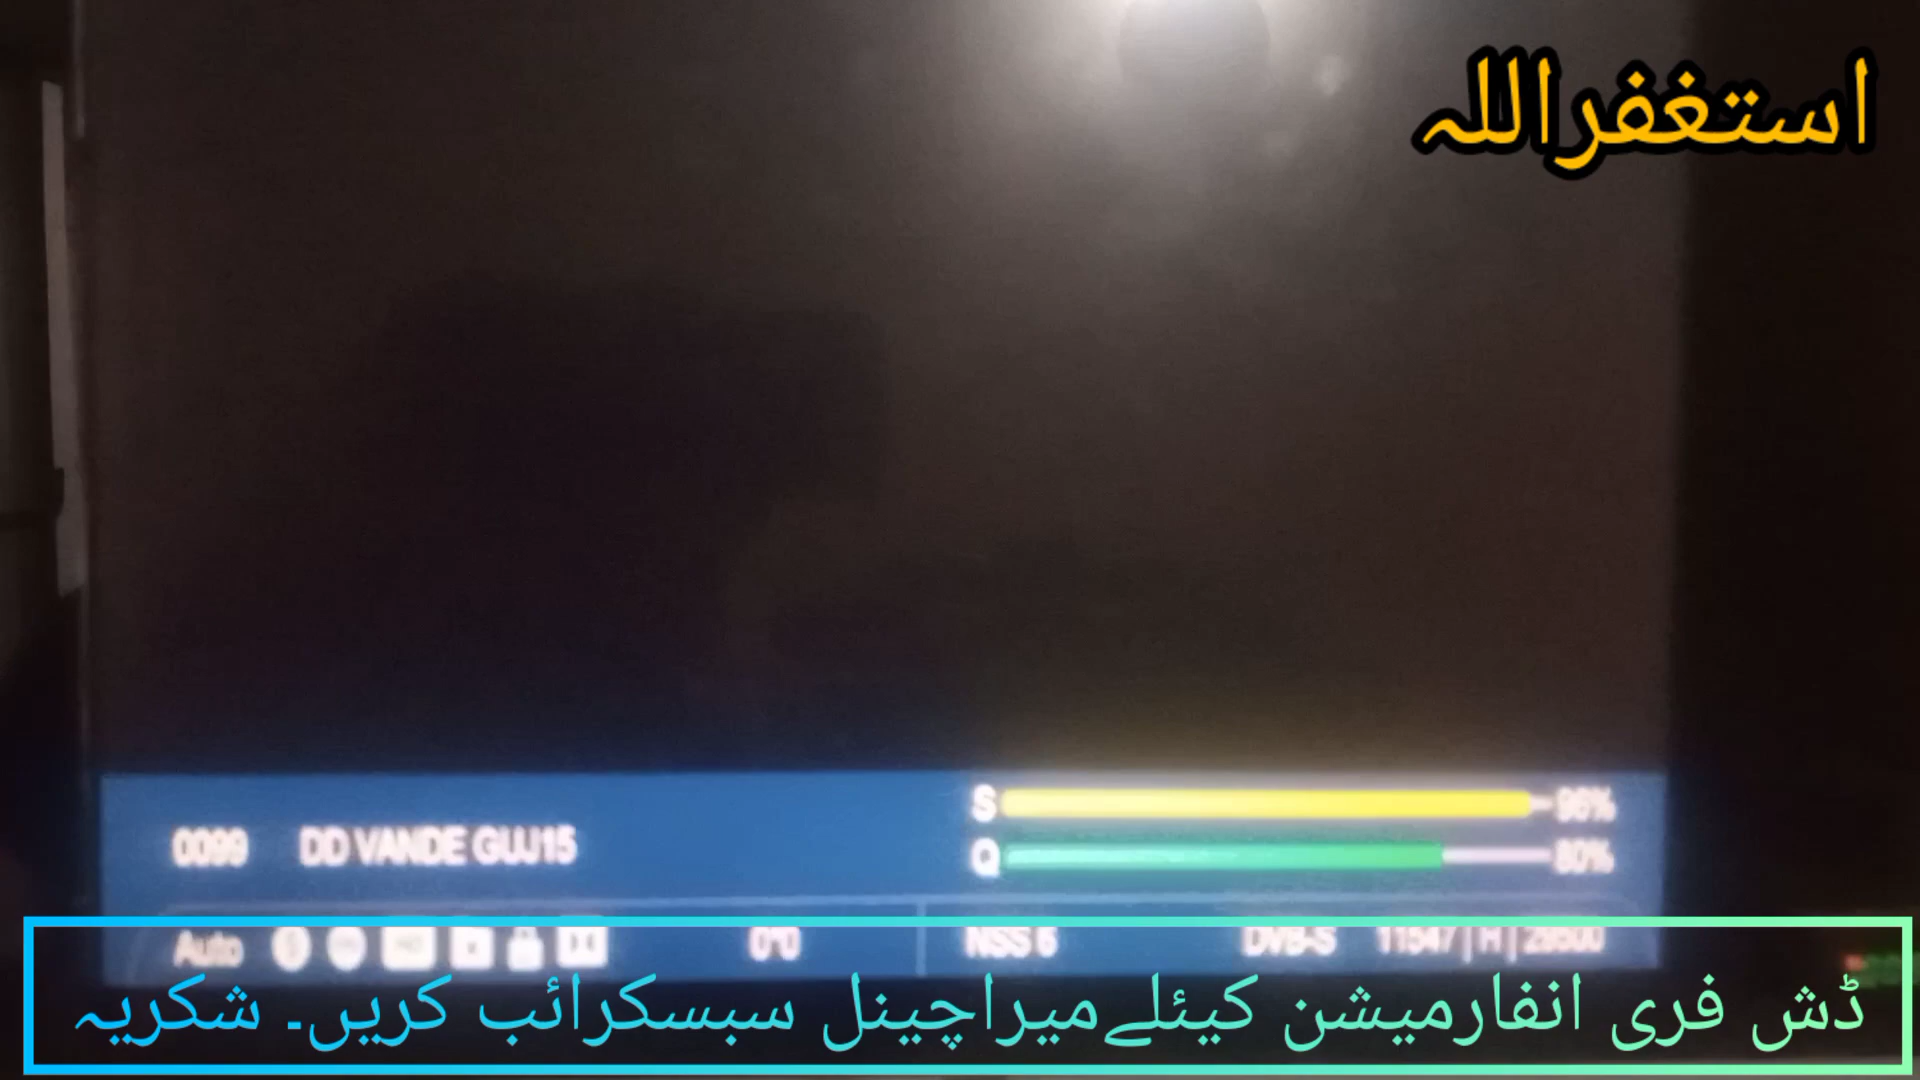 استغفراللہ
S 96%
0099 DD VANDE GUJ15
Q 80%
Auto 0*0 NSS 6 DVB-S 11547 | H |
ڈش فری انفارمیشن کیئلےمیراچینل سبسکرائب کریں۔ شکریہ